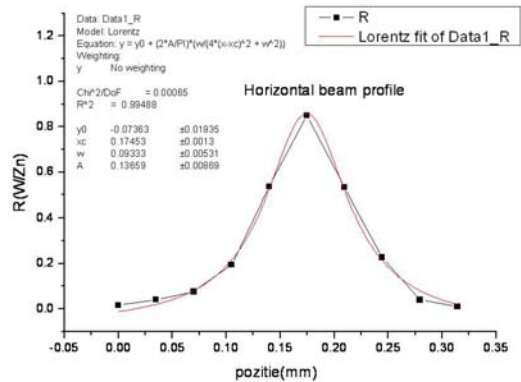 Data: Data1_R
Model: Lorentz
Equation: y = y0 + (2*A/PI)*(w/(4*(x-xc)^2 + w^2))
Weighting:
y No weighting
Chi^2/DoF = 0.00065
R^2 = 0.99488
y0 -0.07363 ±0.01935
xc 0.17453 ±0.0013
w 0.09333 ±0.00531
A 0.13659 ±0.00869
R
Lorentz fit of Data1_R
Horizontal beam profile
R(W/Zn)
1.2
1.0
0.8
0.6
0.4
0.2
0.0
-0.05 0.00 0.05 0.10 0.15 0.20 0.25 0.30 0.35
pozitie(mm)